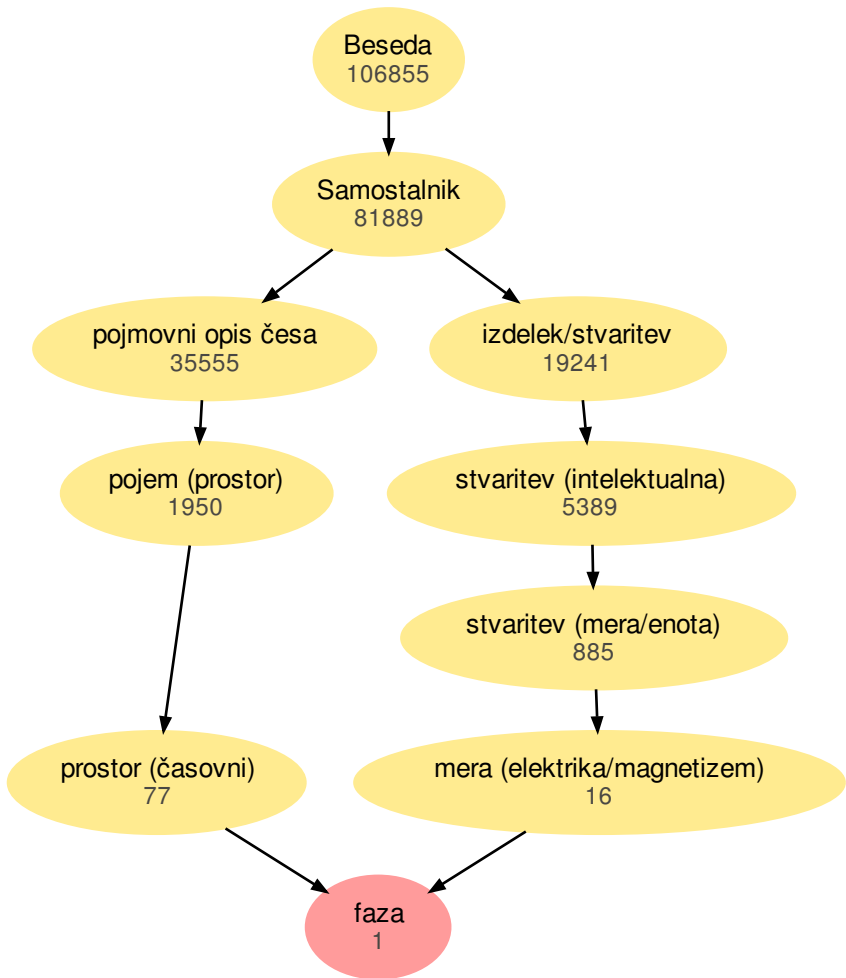 Beseda
106855
Samostalnik
81889
pojmovni opis česa
35555
izdelek/stvaritev
19241
pojem (prostor)
1950
stvaritev (intelektualna)
5389
stvaritev (mera/enota)
885
prostor (časovni)
77
mera (elektrika/magnetizem)
16
faza
1